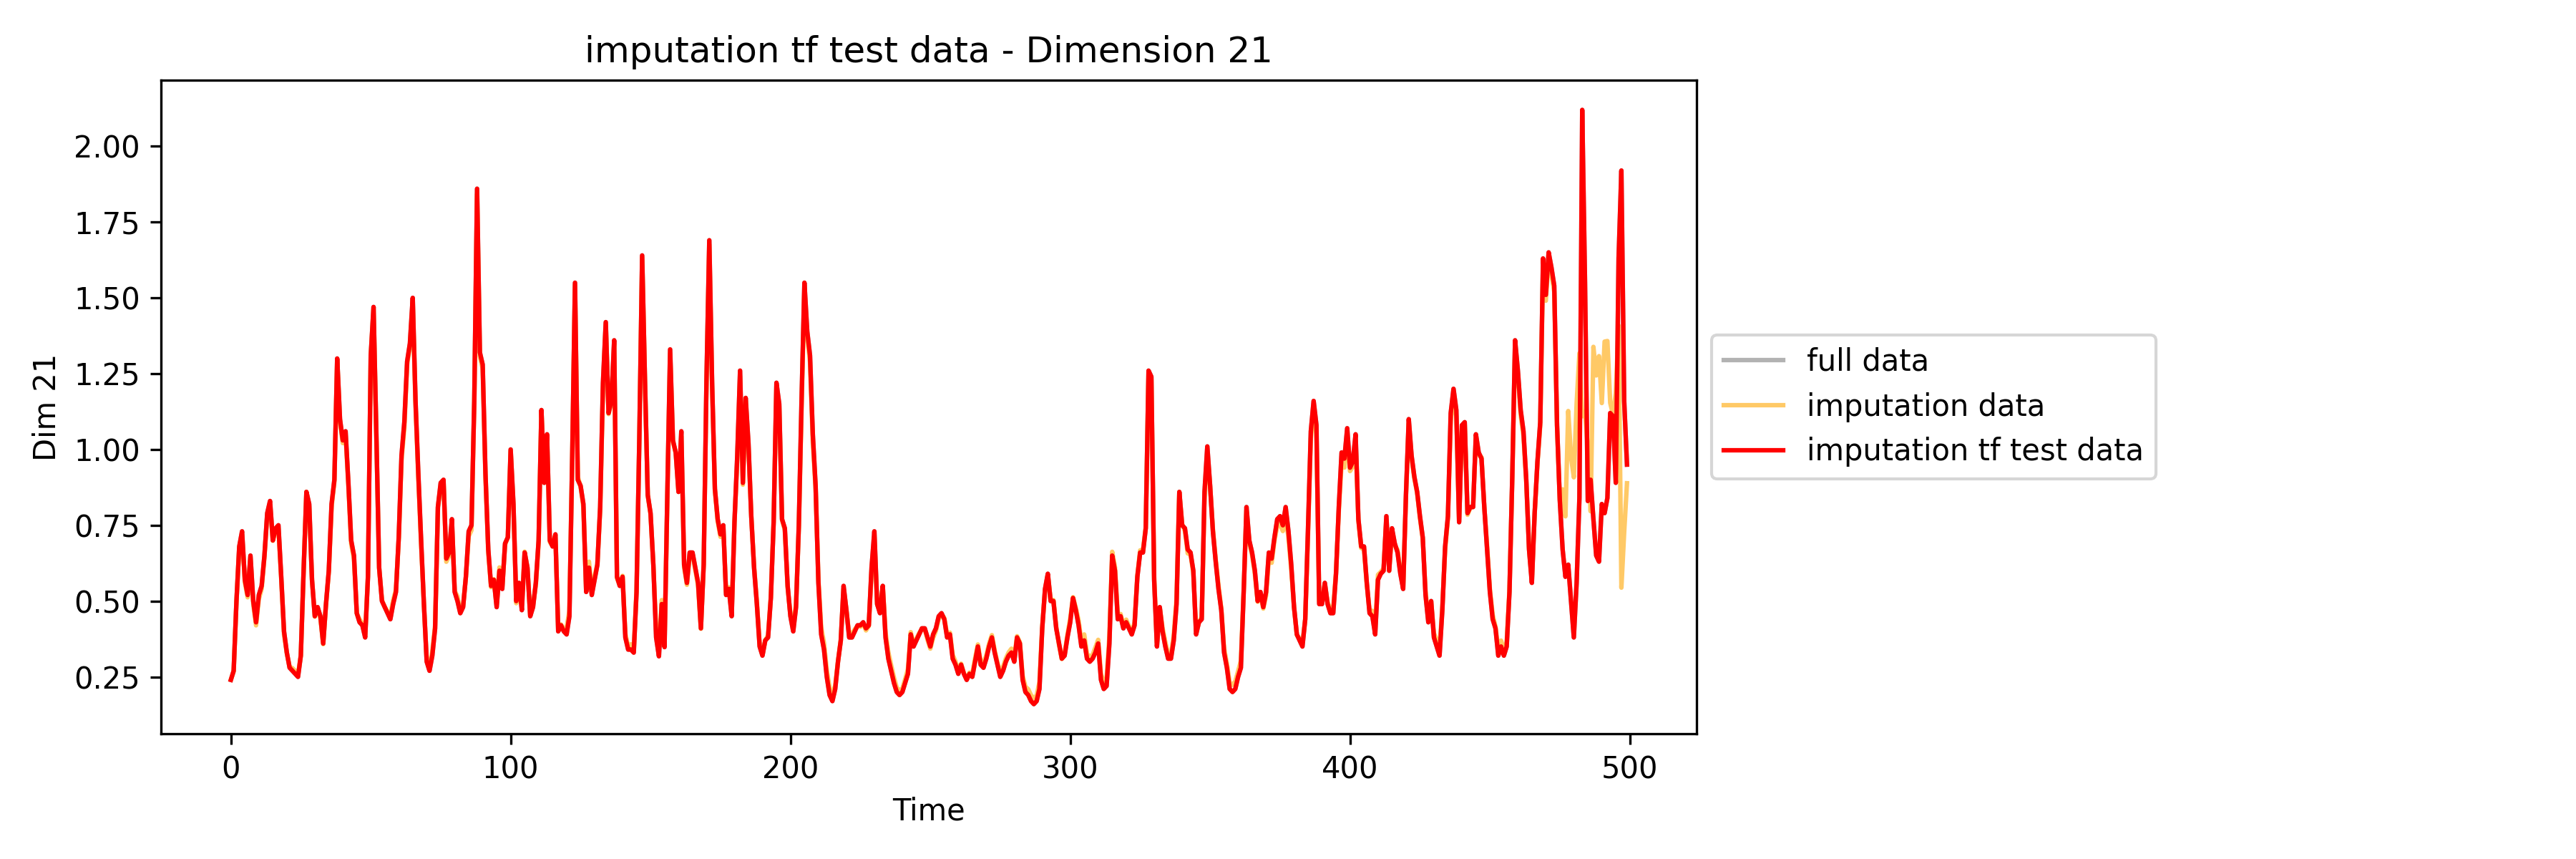 imputation tf test data - Dimension 21
2.00
1.75
1.50
1.25
1.00
0.75
0.50
0.25
Dim 21
0 100 200 300 400 500
Time
full data
imputation data
imputation tf test data